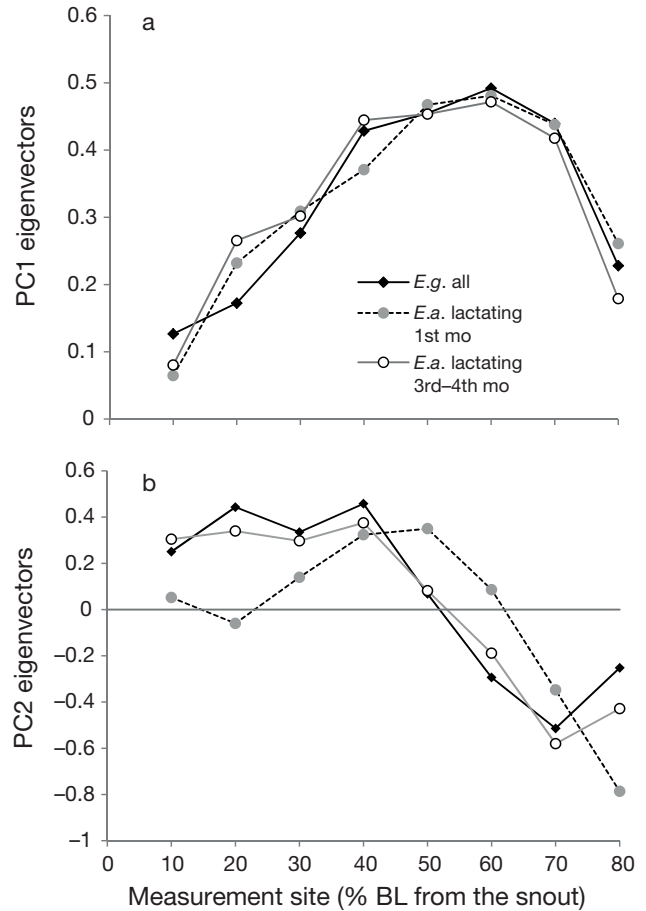 0.6
a
0.5
0.4
0.3
0.2
0.1
0
PC1 eigenvectors
E.g. all
E.a. lactating
1st mo
E.a. lactating
3rd–4th mo
0.6
b
0.4
0.2
0
–0.2
–0.4
–0.6
–0.8
–1
PC2 eigenvectors
0 10 20 30 40 50 60 70 80
Measurement site (% BL from the snout)